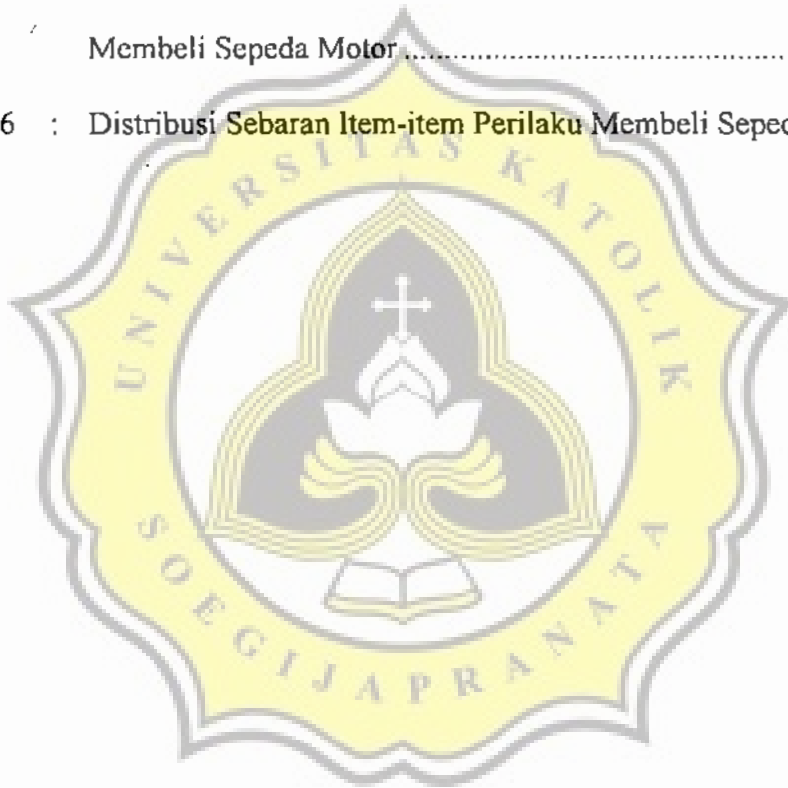 Membeli Sepeda Motor ................................................
6 : Distribusi Sebaran Item-item Perilaku Membeli Seped
UNIVERSITAS KATOLIK
SOEGIJAPRANATA